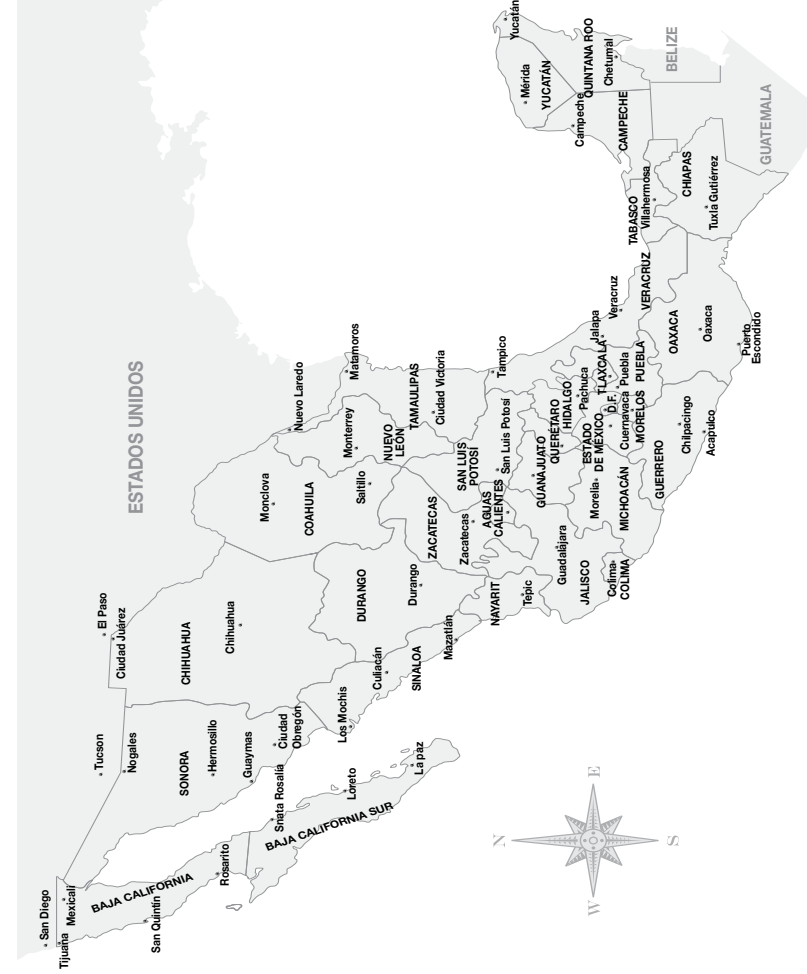 San Diego
Tijuana
Mexicali
BAJA CALIFORNIA
San Quintín
Rosarito
Tucson
Nogales
SONORA
Hermosillo
Guaymas
Ciudad
Obregón
Snata Rosalía
BAJA CALIFORNIA SUR
Loreto
La paz
El Paso
Ciudad Juárez
CHIHUAHUA
Chihuahua
Los Mochis
Culiacán
SINALOA
Mazatlán
ESTADOS UNIDOS
Monclova
COAHUILA
Saltillo
DURANGO
Durango
Nuevo Laredo
Monterrey
NUEVO
LEÓN
Matamoros
TAMAULIPAS
Ciudad Victoria
Tampico
ZACATECAS
Zacatecas
SAN LUIS
POTOSÍ
San Luis Potosí
AGUAS
CALIENTES
NAYARIT
Tepic
Guadalajara
JALISCO
Colima
COLIMA
GUANAJUATO
QUERETARO
HIDALGO
Pachuca
ESTADO
DE MÉXICO
D.F.
TLAXCALA
Jalapa
Veracruz
VERACRUZ
Morelia
MICHOACÁN
Cuernavaca
MORELOS
Puebla
PUEBLA
GUERRERO
Chilpacingo
Acapulco
OAXACA
Oaxaca
Puerto
Escondido
TABASCO
Villahermosa
CHIAPAS
Tuxla Gutiérrez
Yucatán
Mérida
YUCATÁN
QUINTANA ROO
Chetumal
Campeche
CAMPECHE
BELIZE
GUATEMALA
N
W
E
S